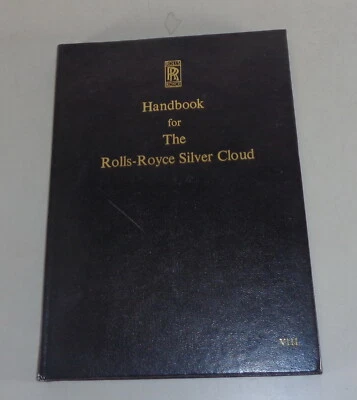 RR
Handbook
for
The
Rolls-Royce Silver Cloud
VIII